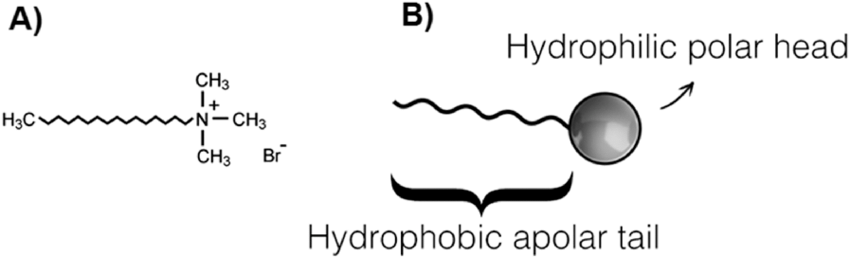 A)
CH₃
H₃C N⁺ CH₃
CH₃
Br⁻
B)
Hydrophilic polar head
Hydrophobic apolar tail